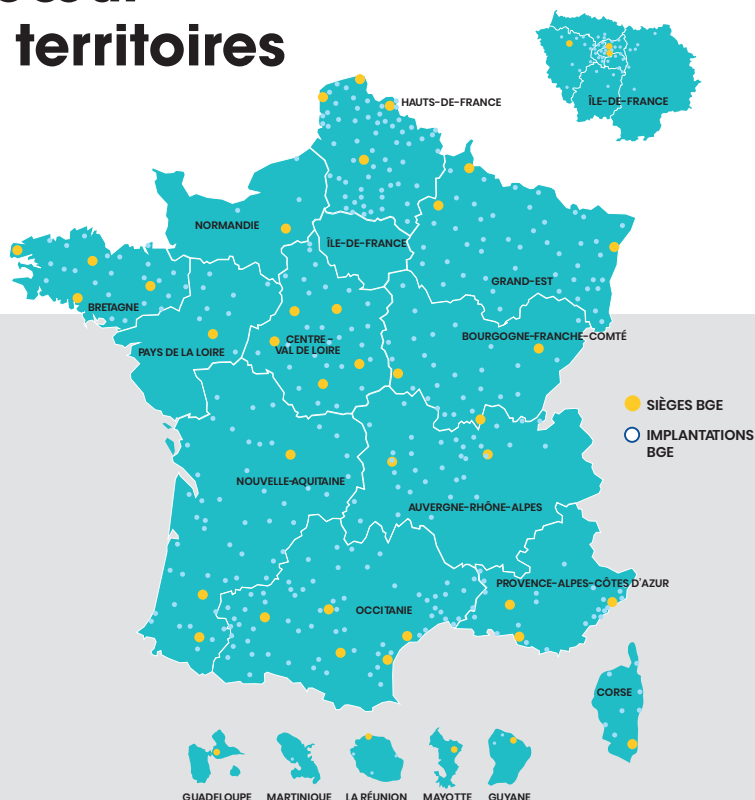 territoires
ÎLE-DE-FRANCE
HAUTS-DE-FRANCE
NORMANDIE
ÎLE-DE-FRANCE
GRAND-EST
BRETAGNE
BOURGOGNE-FRANCHE-COMTÉ
PAYS DE LA LOIRE
CENTRE-
VAL DE LOIRE
SIÈGES BGE
IMPLANTATIONS
BGE
NOUVELLE-AQUITAINE
AUVERGNE-RHÔNE-ALPES
PROVENCE-ALPES-CÔTES D'AZUR
OCCITANIE
CORSE
GUADELOUPE
MARTINIQUE
LA RÉUNION
MAYOTTE
GUYANE